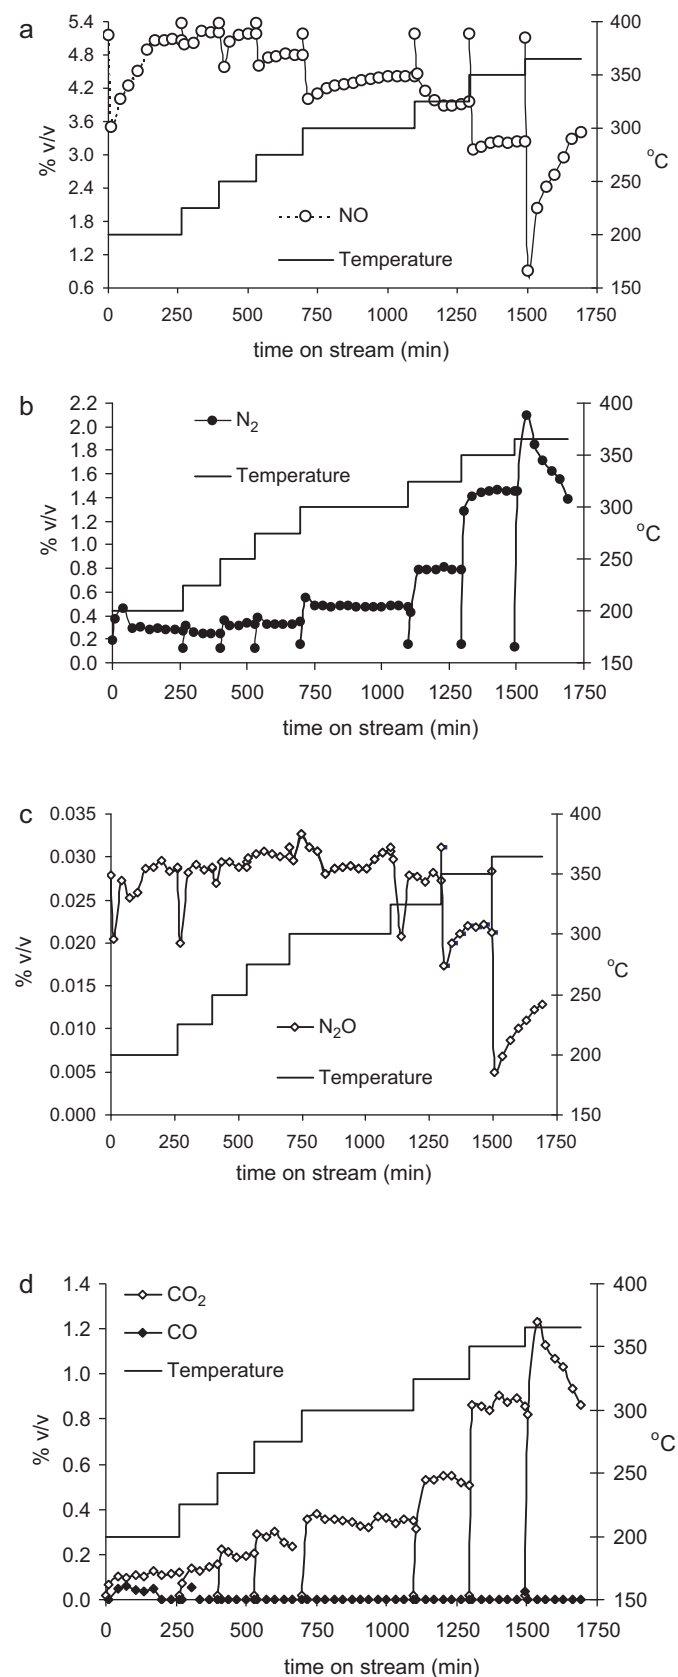 a
5.4
4.8
4.2
3.6
3.0
2.4
1.8
1.2
0.6
% v/v
400
350
300
250
200
150
°C
NO
Temperature
0 250 500 750 1000 1250 1500 1750
time on stream (min)
b
2.2
2.0
1.8
1.6
1.4
1.2
1.0
0.8
0.6
0.4
0.2
0.0
% v/v
400
350
300
250
200
150
°C
N2
Temperature
0 250 500 750 1000 1250 1500 1750
time on stream (min)
c
0.035
0.030
0.025
0.020
0.015
0.010
0.005
0.000
% v/v
400
350
300
250
200
150
°C
N2O
Temperature
0 250 500 750 1000 1250 1500 1750
time on stream (min)
d
1.4
1.2
1.0
0.8
0.6
0.4
0.2
0.0
% v/v
400
350
300
250
200
150
°C
CO2
CO
Temperature
0 250 500 750 1000 1250 1500 1750
time on stream (min)